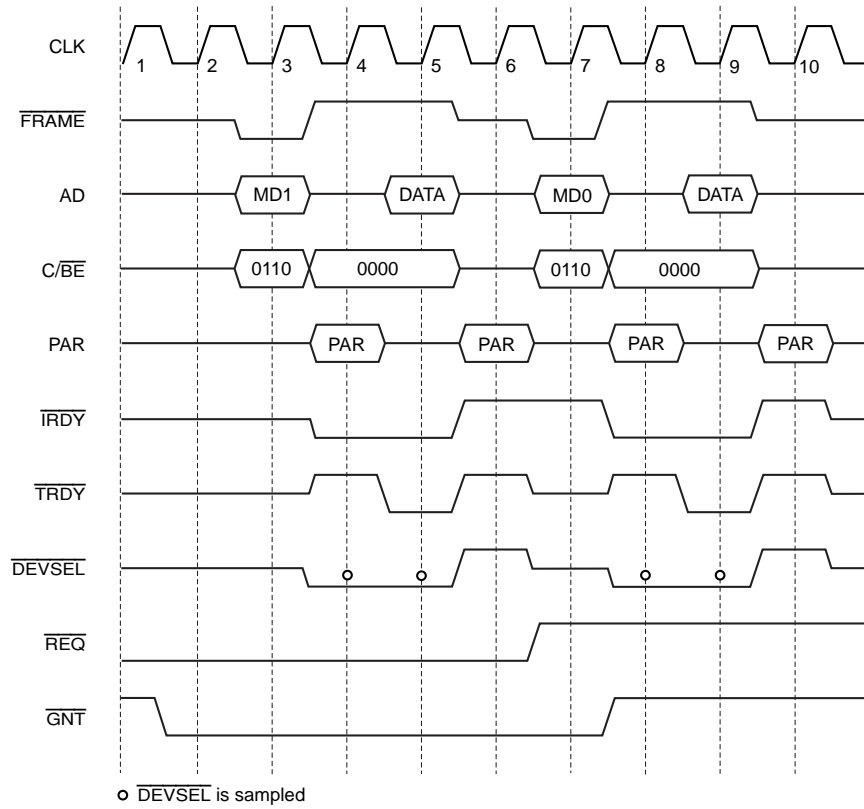 CLK
1 2 3 4 5 6 7 8 9 10
FRAME
AD
MD1 DATA MD0 DATA
C/BE
0110 0000 0110 0000
PAR
PAR PAR PAR PAR
IRDY
TRDY
DEVSEL
REQ
GNT
DEVSEL is sampled